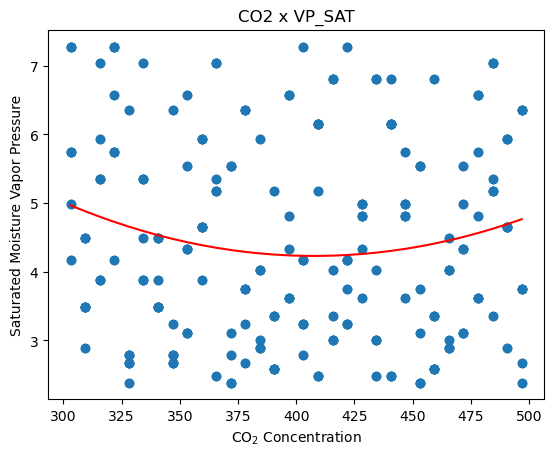 CO2 x VP_SAT
Saturated Moisture Vapor Pressure
7
6
5
4
3
300 325 350 375 400 425 450 475 500
CO₂ Concentration